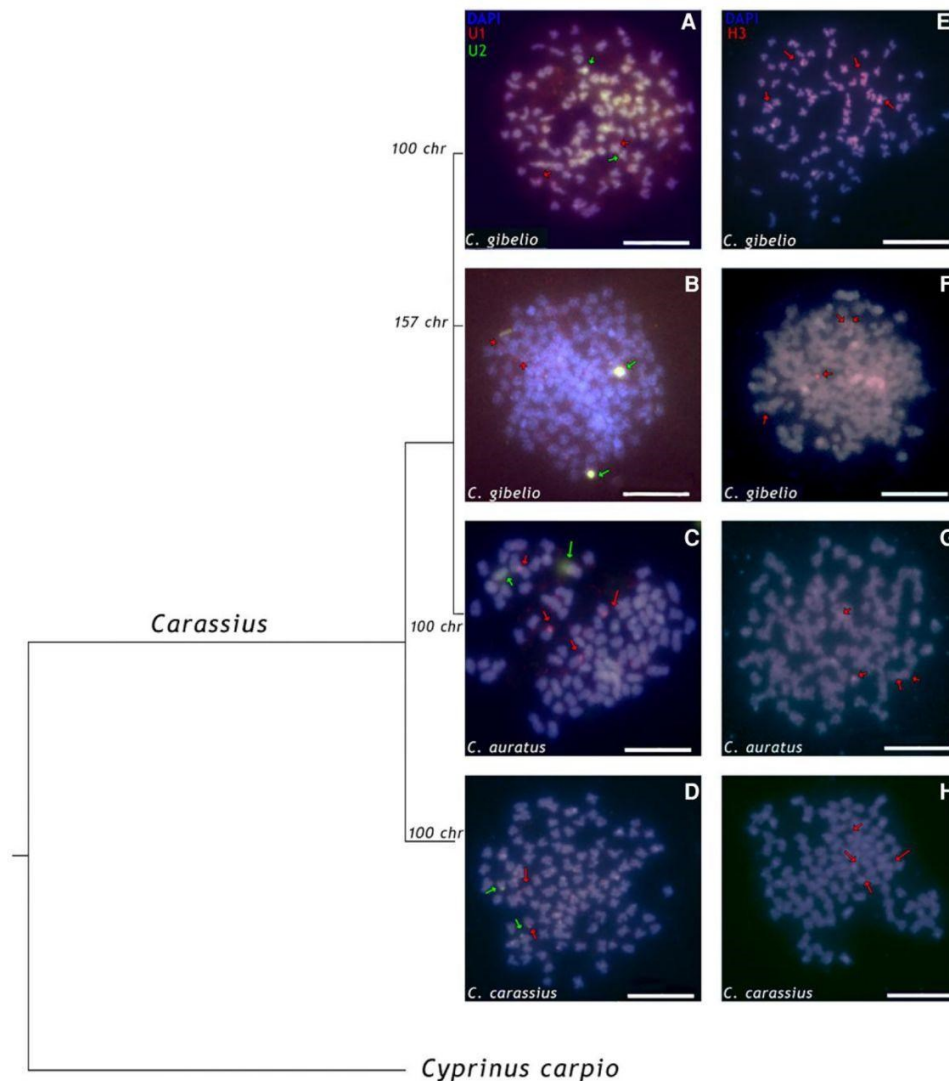 DAPI
U1
U2
A
C. gibelio
DAPI
H3
E
C. gibelio
100 chr
B
C. gibelio
F
C. gibelio
157 chr
C
C. auratus
G
C. auratus
100 chr
Carassius
D
C. carassius
H
C. carassius
100 chr
Cyprinus carpio